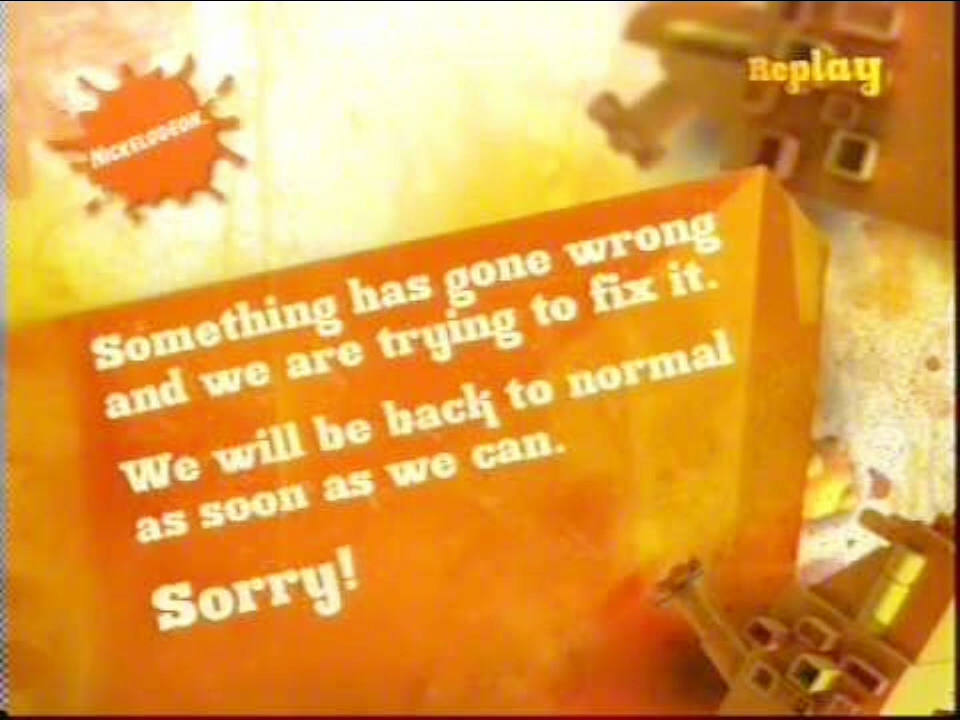 Replay
NICKELODEON
Something has gone wrong
and we are trying to fix it.
We will be back to normal
as soon as we can.
Sorry!